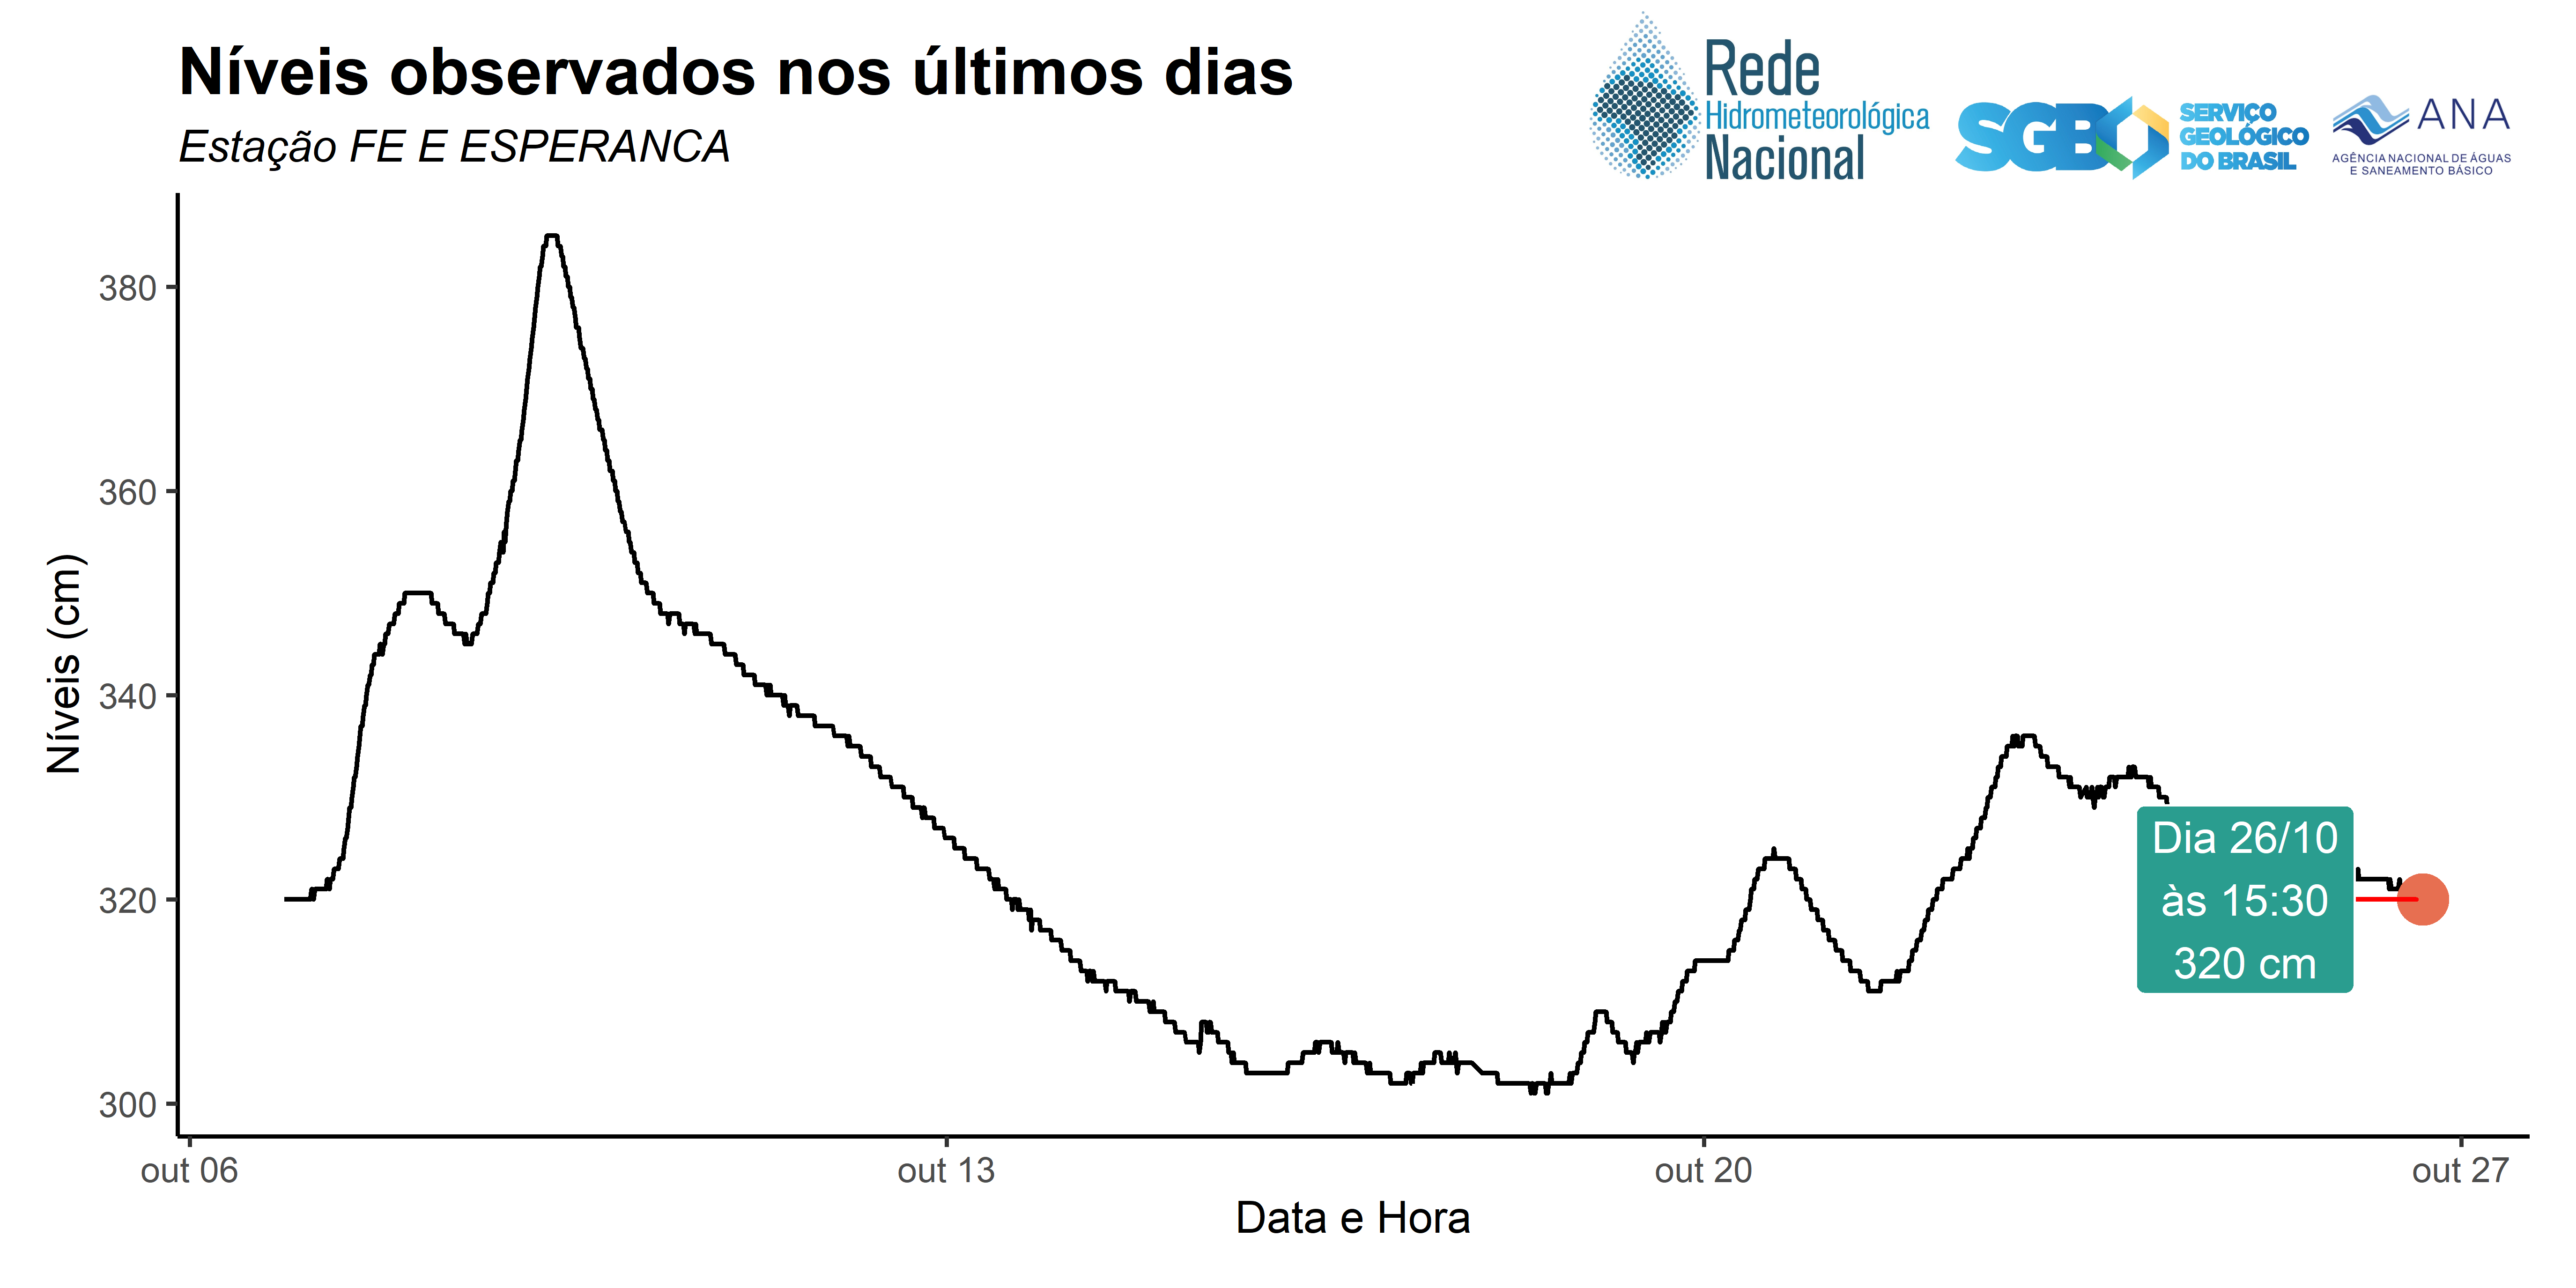 Níveis observados nos últimos dias
Estação FE E ESPERANCA
Rede
Hidrometeorológica
Nacional
SGB
SERVIÇO
GEOLÓGICO
DO BRASIL
ANA
AGÊNCIA NACIONAL DE ÁGUAS
E SANEAMENTO BÁSICO
Níveis (cm)
380
360
340
320
300
Dia 26/10
às 15:30
320 cm
out 06
out 13
out 20
out 27
Data e Hora